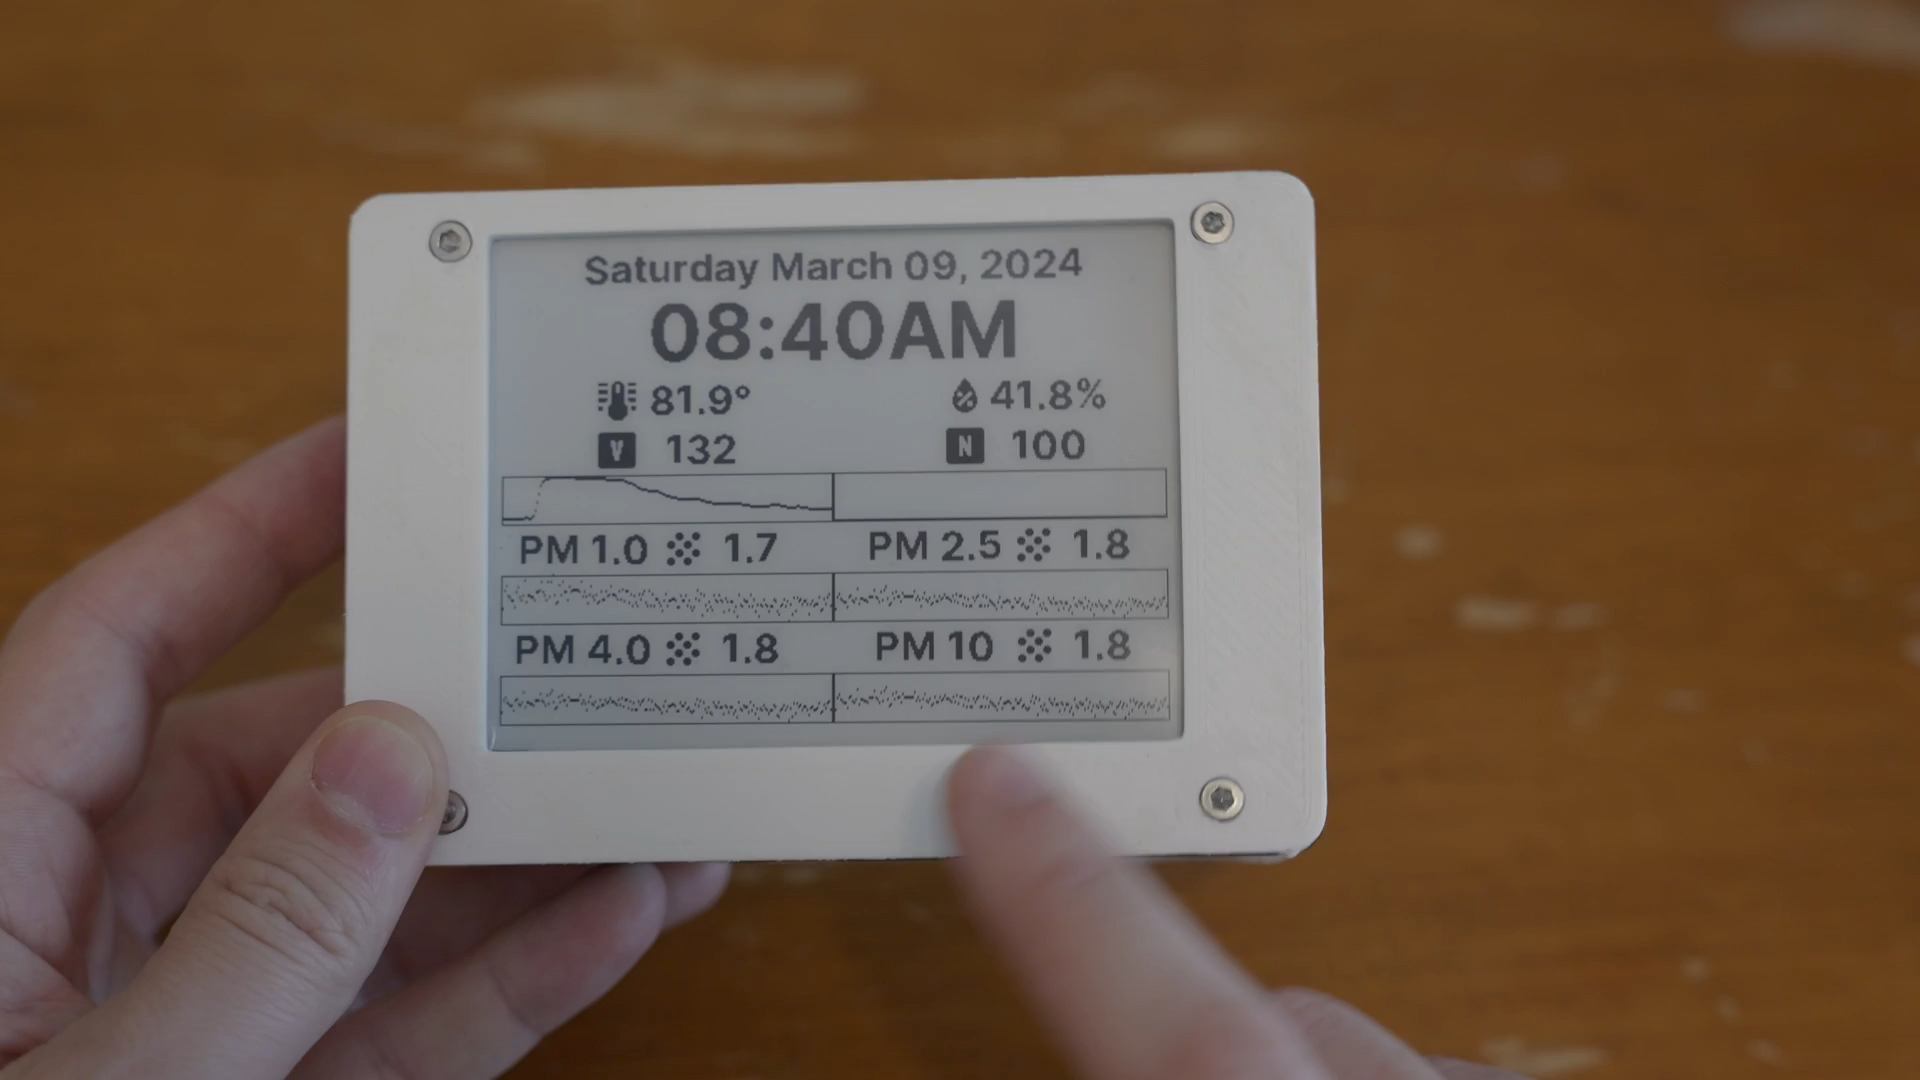 Saturday March 09, 2024
08:40AM
81.9° 41.8%
V 132 N 100
PM 1.0 1.7 PM 2.5 1.8
PM 4.0 1.8 PM 10 1.8